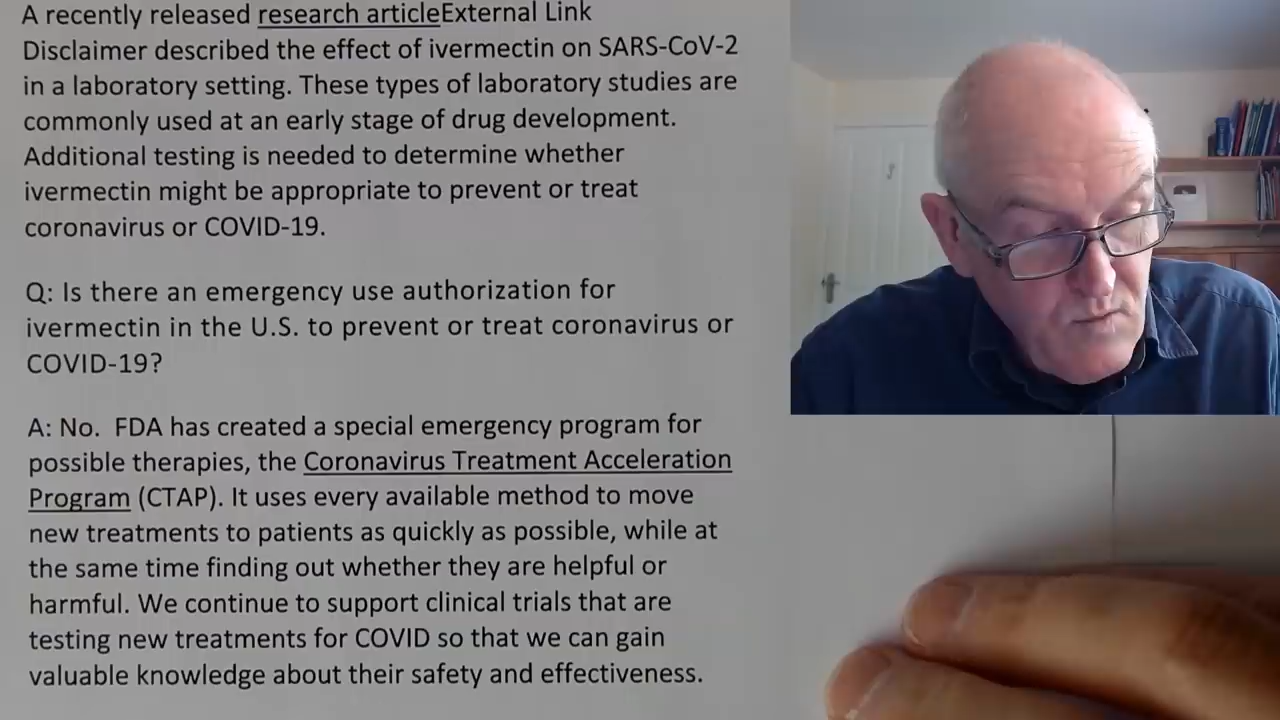 A recently released research articleExternal Link
Disclaimer described the effect of ivermectin on SARS-CoV-2
in a laboratory setting. These types of laboratory studies are
commonly used at an early stage of drug development.
Additional testing is needed to determine whether
ivermectin might be appropriate to prevent or treat
coronavirus or COVID-19.
Q: Is there an emergency use authorization for
ivermectin in the U.S. to prevent or treat coronavirus or
COVID-19?
A: No. FDA has created a special emergency program for
possible therapies, the Coronavirus Treatment Acceleration
Program (CTAP). It uses every available method to move
new treatments to patients as quickly as possible, while at
the same time finding out whether they are helpful or
harmful. We continue to support clinical trials that are
testing new treatments for COVID so that we can gain
valuable knowledge about their safety and effectiveness.